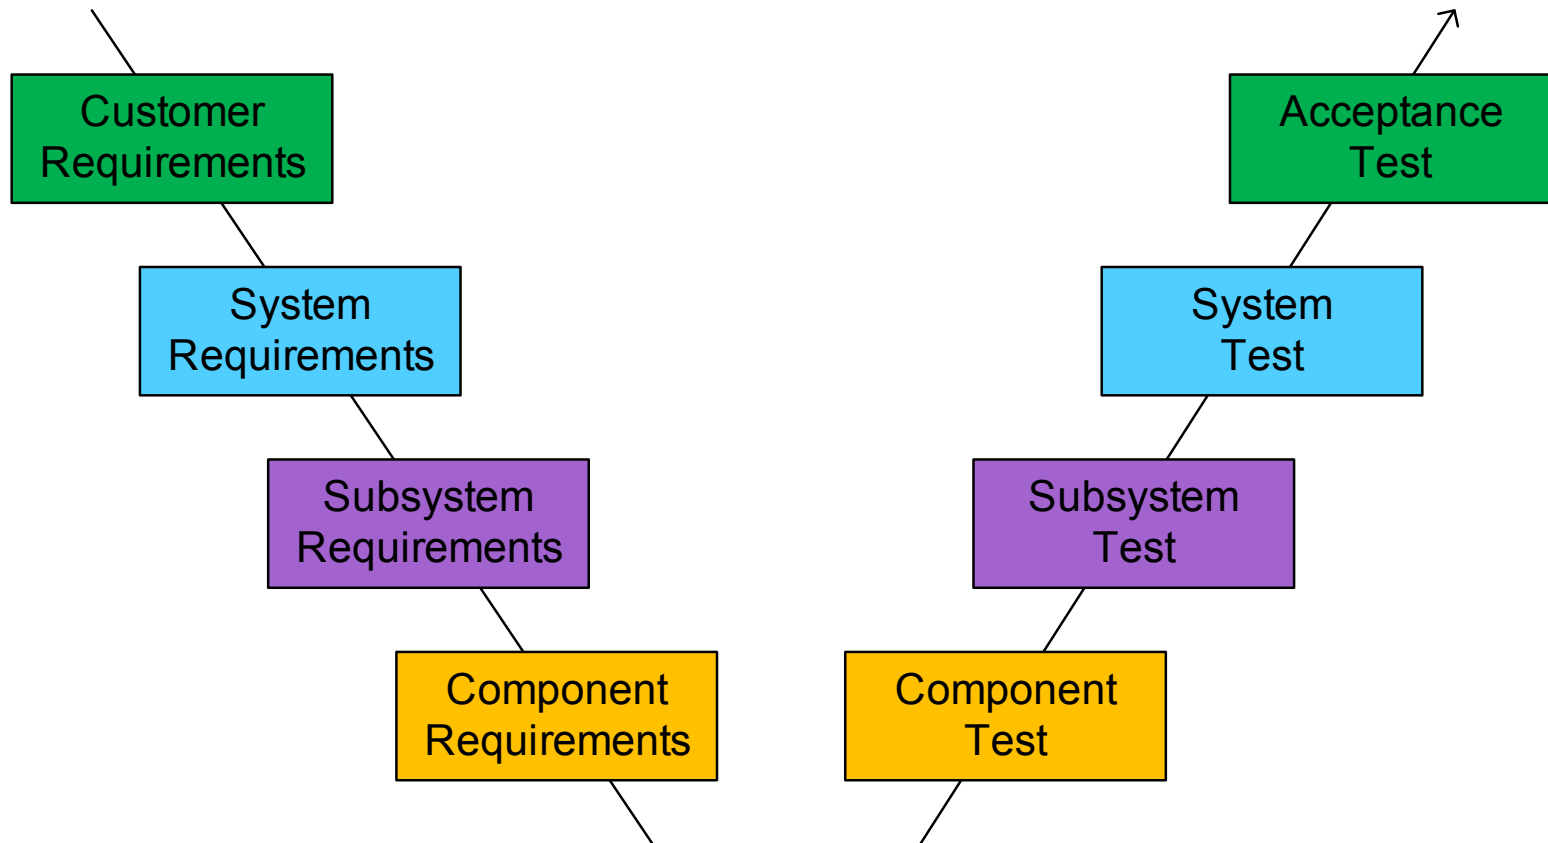 Customer
Requirements
Acceptance
Test
System
Requirements
System
Test
Subsystem
Requirements
Subsystem
Test
Component
Requirements
Component
Test